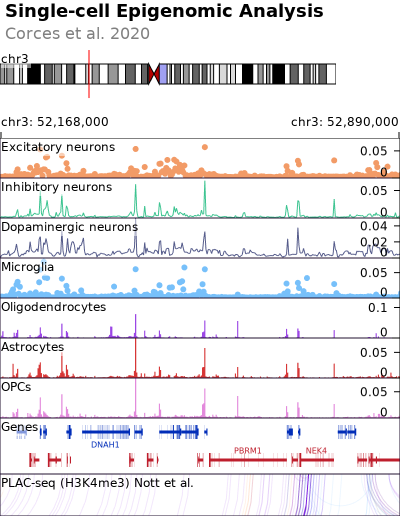 Single-cell Epigenomic Analysis
Corces et al. 2020
chr3
chr3: 52,168,000 chr3: 52,890,000
Excitatory neurons 0.05
0
Inhibitory neurons 0.05
0
Dopaminergic neurons 0.04
0.02
0
Microglia 0.05
0
Oligodendrocytes 0.1
0
Astrocytes 0.05
0
OPCs 0.05
0
Genes
DNAH1
PBRM1 NEK4
PLAC-seq (H3K4me3) Nott et al.